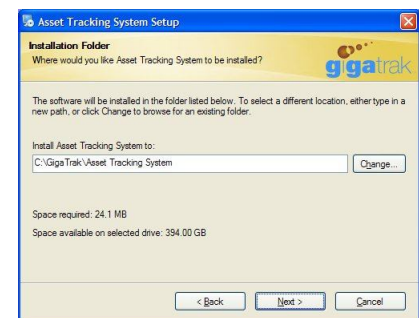 Asset Tracking System Setup
Installation Folder
Where would you like Asset Tracking System to be installed?
gigatrak
The software will be installed in the folder listed below. To select a different location, either type in
new path, or click Change to browse for an existing folder.
Install Asset Tracking System to:
C:\GigaTrak\Asset Tracking System
Change...
Space required: 24.1 MB
Space available on selected drive: 394.00 GB
< Back
Next >
Cancel